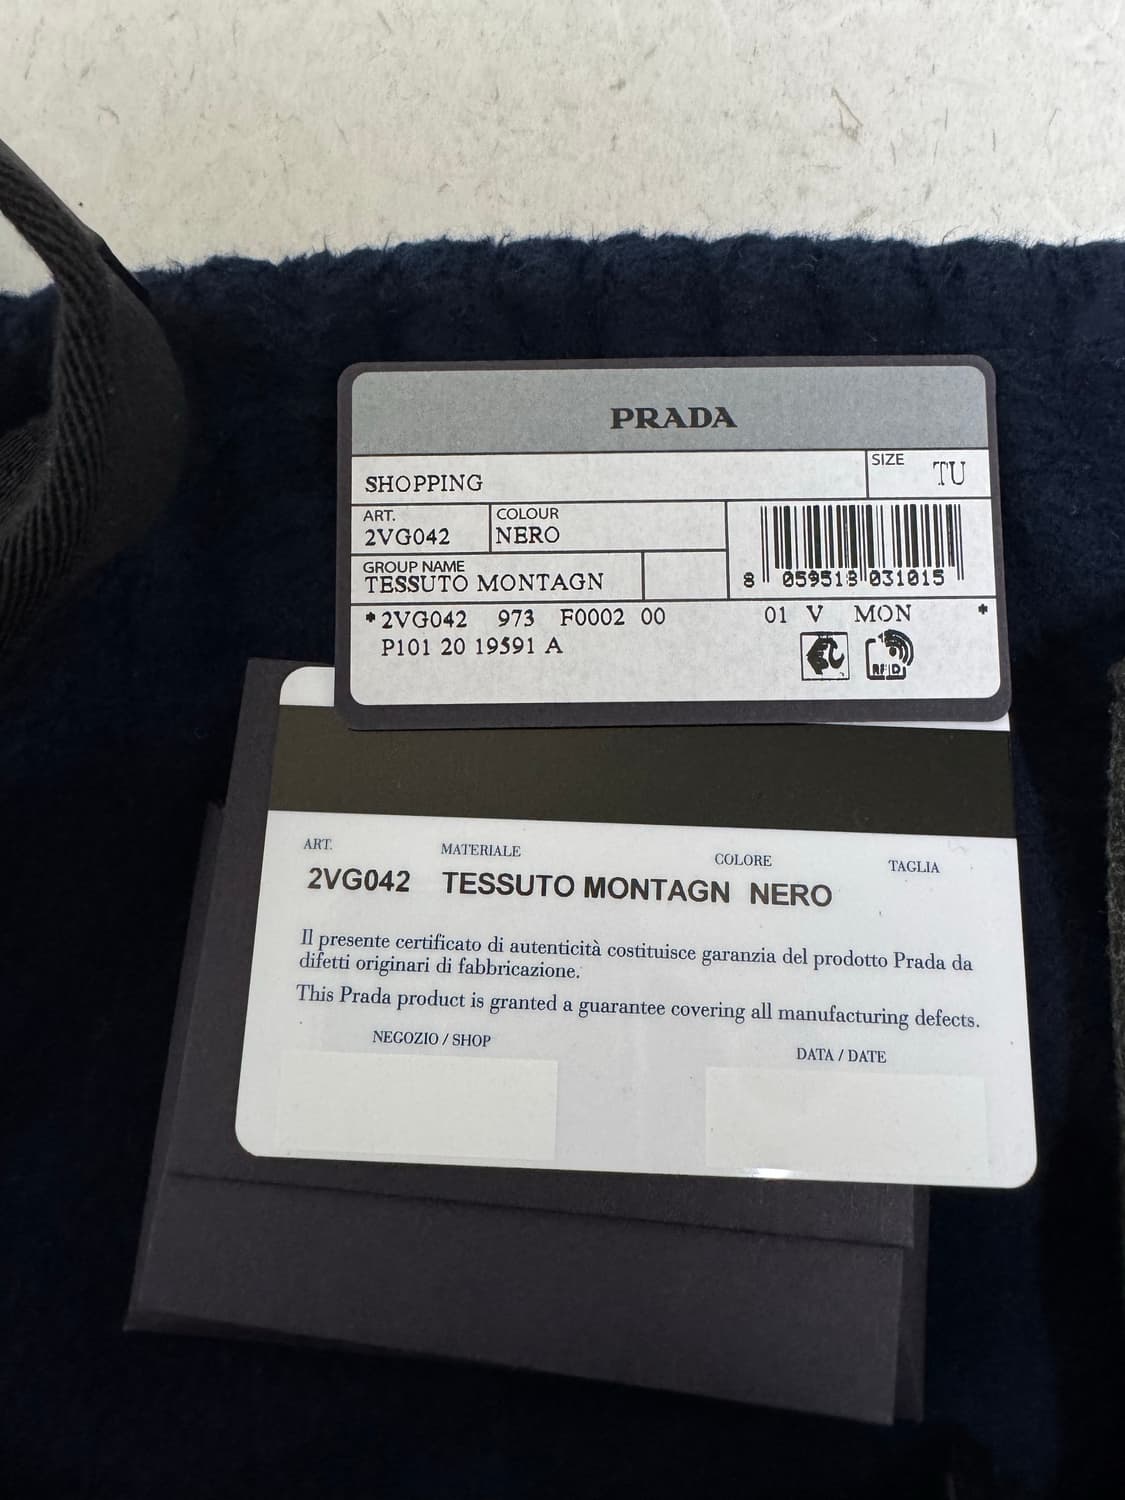 PRADA
SHOPPING
SIZE
TU
ART.
2VG042
COLOUR
NERO
GROUP NAME
TESSUTO MONTAGN
8 059513 031015
*2VG042 973 F0002 00 01 V MON *
P101 20 19591 A
RFID
ART. MATERIALE COLORE TAGLIA
2VG042 TESSUTO MONTAGN NERO
Il presente certificato di autenticità costituisce garanzia del prodotto Prada da
difetti originari di fabbricazione.
This Prada product is granted a guarantee covering all manufacturing defects.
NEGOZIO / SHOP
DATA / DATE